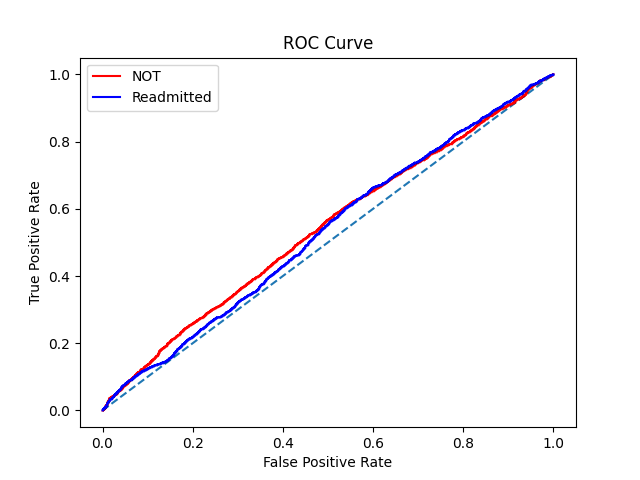 ROC Curve
NOT
Readmitted
True Positive Rate
1.0
0.8
0.6
0.4
0.2
0.0
0.0 0.2 0.4 0.6 0.8 1.0
False Positive Rate